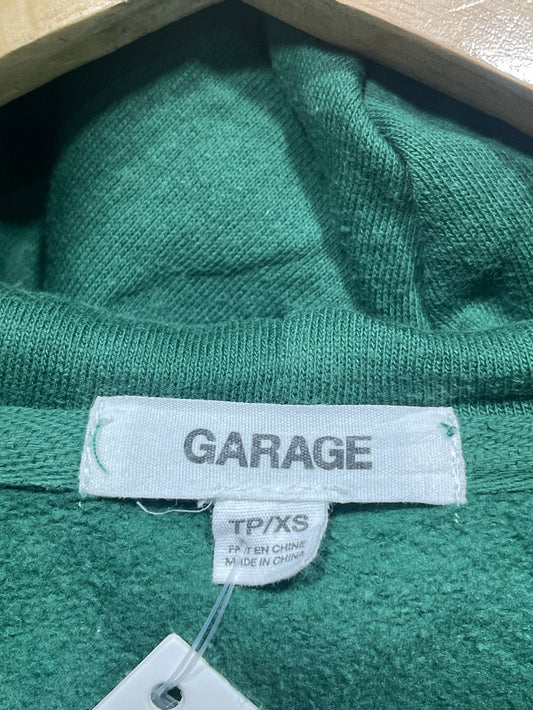 GARAGE
TP/XS
FAIT EN CHINE
MADE IN CHINA